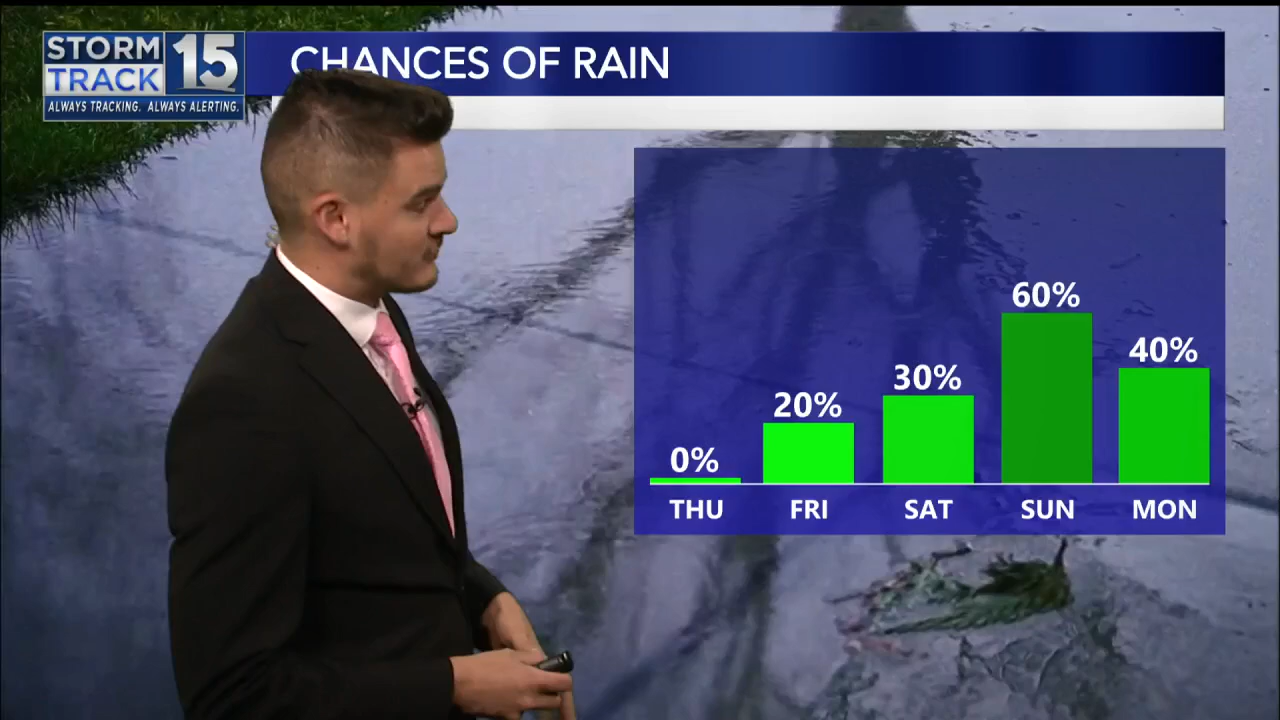 STORM
TRACK
15
ALWAYS TRACKING. ALWAYS ALERTING.
CHANCES OF RAIN
0%
20%
30%
60%
40%
THU
FRI
SAT
SUN
MON